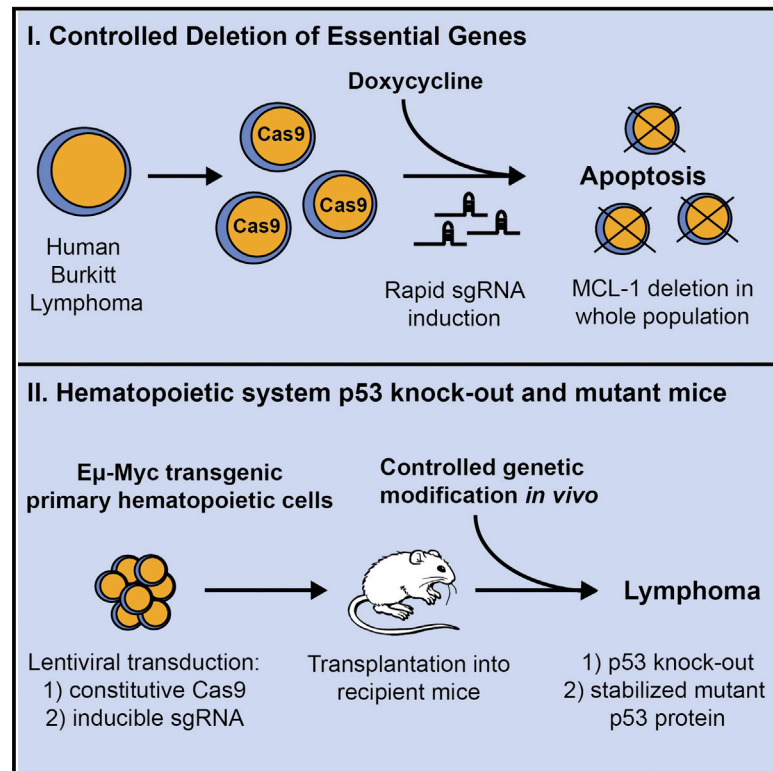 I. Controlled Deletion of Essential Genes
Doxycycline
Cas9
Cas9
Cas9
Apoptosis
Human
Burkitt
Lymphoma
Rapid sgRNA
induction
MCL-1 deletion in
whole population
II. Hematopoietic system p53 knock-out and mutant mice
Eµ-Myc transgenic
primary hematopoietic cells
Controlled genetic
modification in vivo
Lymphoma
Lentiviral transduction:
1) constitutive Cas9
2) inducible sgRNA
Transplantation into
recipient mice
1) p53 knock-out
2) stabilized mutant
p53 protein